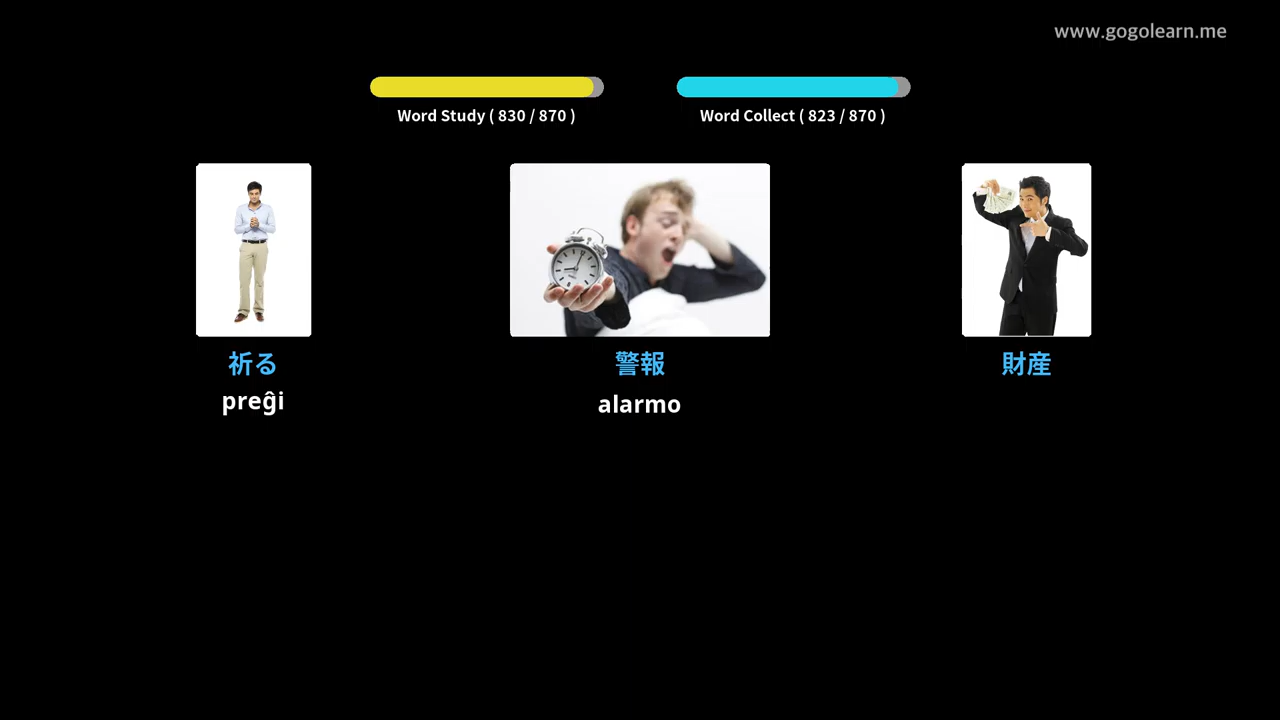 www.gogolearn.me
Word Study ( 830 / 870 )
Word Collect ( 823 / 870 )
祈る
警報
財産
preĝi
alarmo